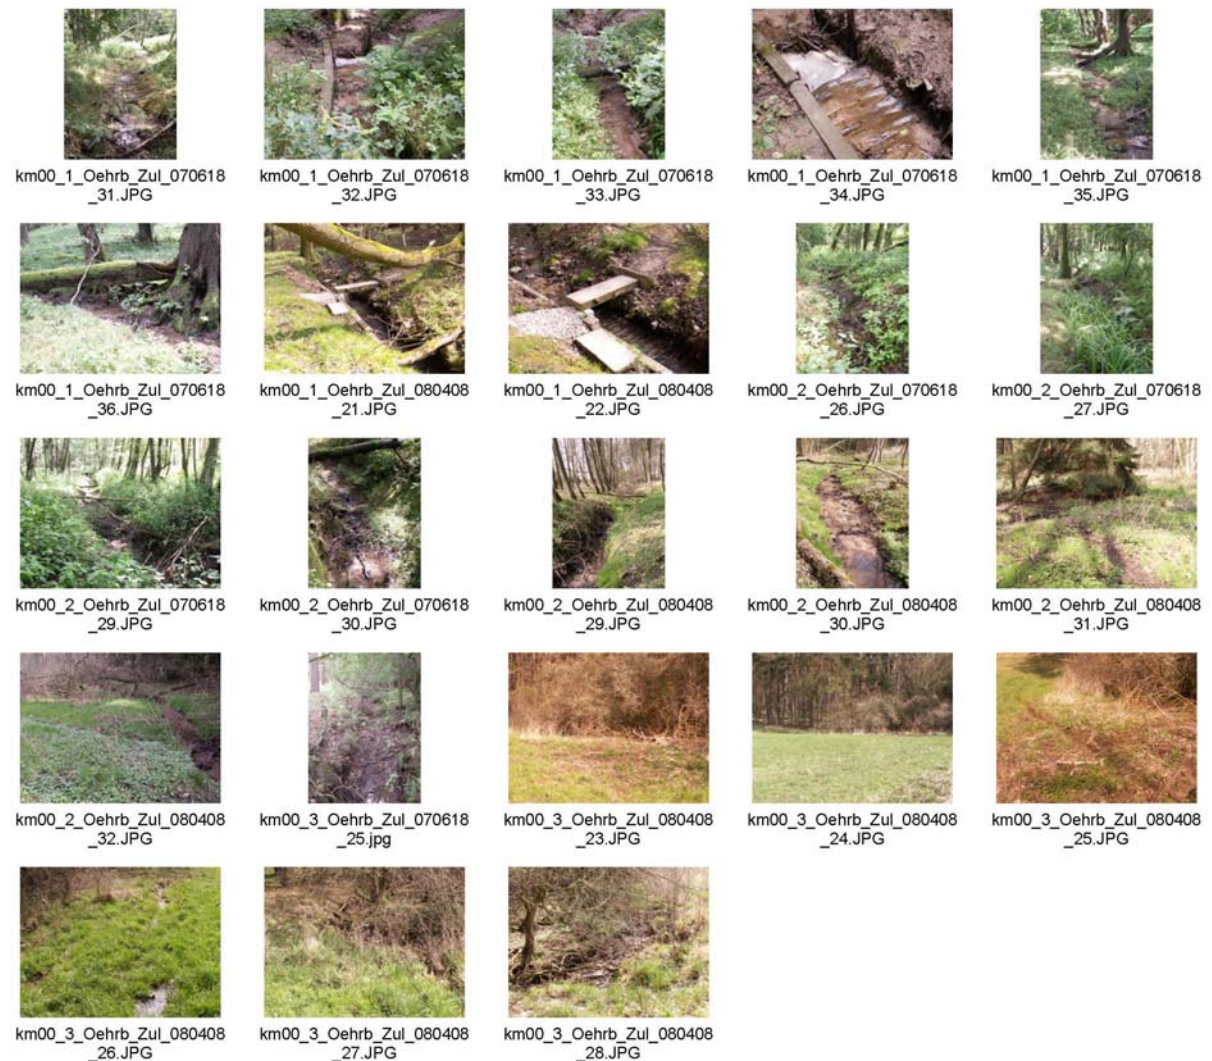 km00_1_Oehrb_Zul_070618
_31.JPG
km00_1_Oehrb_Zul_070618
_32.JPG
km00_1_Oehrb_Zul_070618
_33.JPG
km00_1_Oehrb_Zul_070618
_34.JPG
km00_1_Oehrb_Zul_070618
_35.JPG
km00_1_Oehrb_Zul_070618
_36.JPG
km00_1_Oehrb_Zul_080408
_21.JPG
km00_1_Oehrb_Zul_080408
_22.JPG
km00_2_Oehrb_Zul_070618
_26.JPG
km00_2_Oehrb_Zul_070618
_27.JPG
km00_2_Oehrb_Zul_070618
_29.JPG
km00_2_Oehrb_Zul_070618
_30.JPG
km00_2_Oehrb_Zul_080408
_29.JPG
km00_2_Oehrb_Zul_080408
_30.JPG
km00_2_Oehrb_Zul_080408
_31.JPG
km00_2_Oehrb_Zul_080408
_32.JPG
km00_3_Oehrb_Zul_070618
_25.jpg
km00_3_Oehrb_Zul_080408
_23.JPG
km00_3_Oehrb_Zul_080408
_24.JPG
km00_3_Oehrb_Zul_080408
_25.JPG
km00_3_Oehrb_Zul_080408
_26.JPG
km00_3_Oehrb_Zul_080408
_27.JPG
km00_3_Oehrb_Zul_080408
_28.JPG